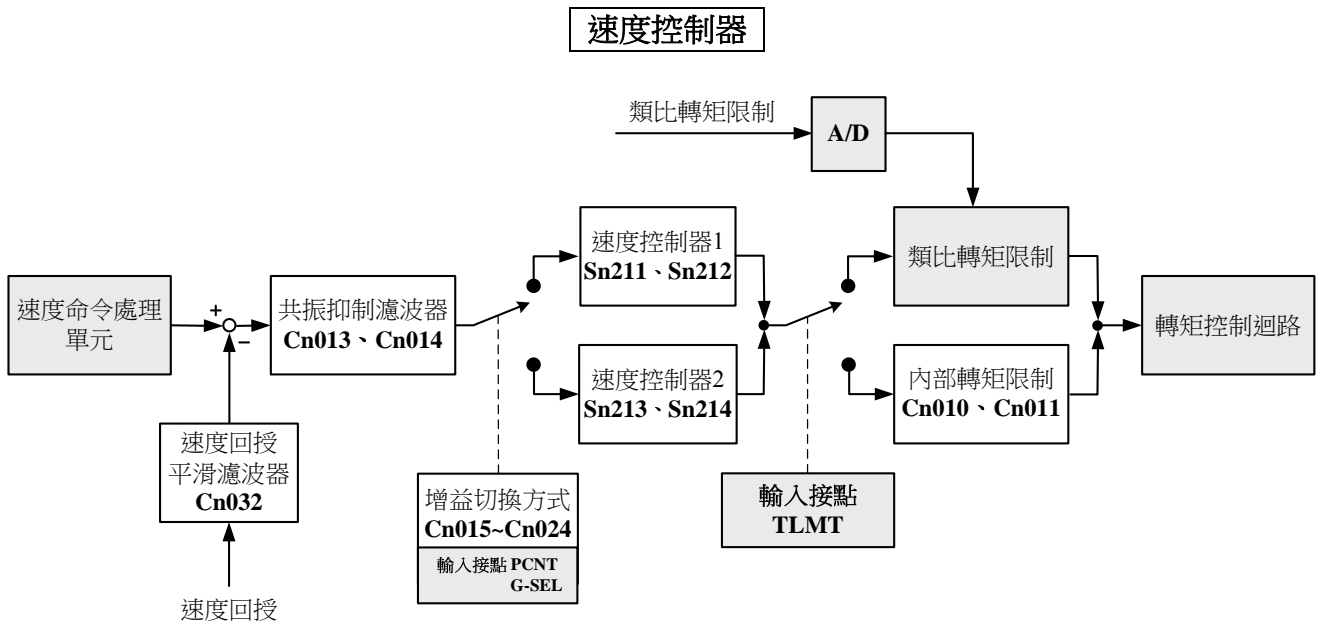 速度控制器
類比轉矩限制
A/D
速度控制器1
Sn211、Sn212
類比轉矩限制
速度命令處理
單元
+
−
共振抑制濾波器
Cn013、Cn014
轉矩控制迴路
速度控制器2
Sn213、Sn214
內部轉矩限制
Cn010、Cn011
速度回授
平滑濾波器
Cn032
增益切換方式
Cn015~Cn024
輸入接點 PCNT
G-SEL
輸入接點
TLMT
速度回授